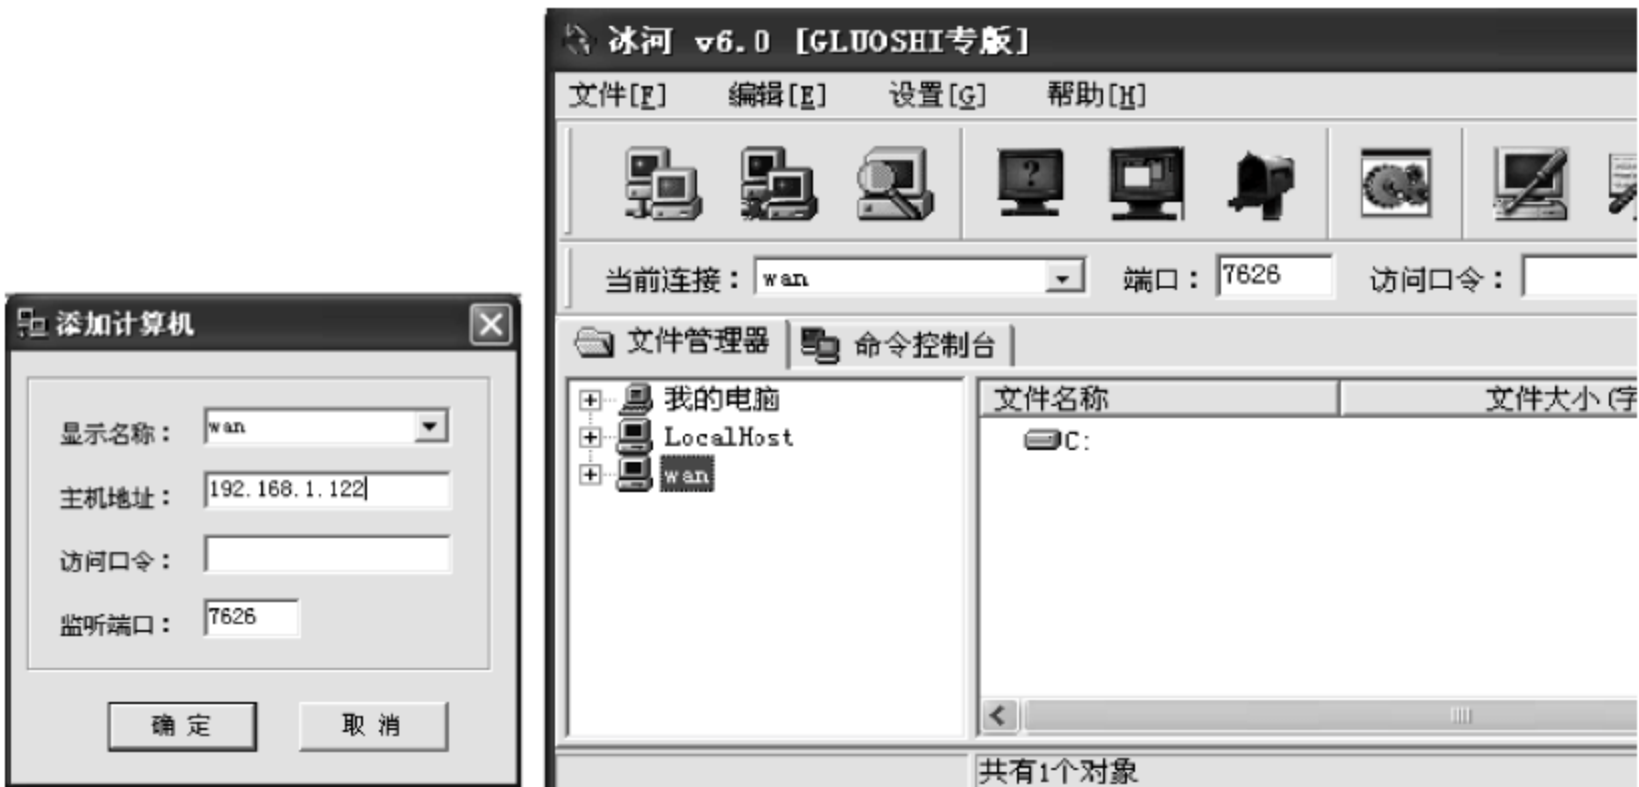 冰河 v6.0 [GLUOSHI专版]
文件[F] 编辑[E] 设置[G] 帮助[H]
当前连接： wan 端口： 7626 访问口令：
文件管理器 命令控制台
我的电脑
LocalHost
wan
文件名称 文件大小(字
C:
共有1个对象
添加计算机
显示名称： wan
主机地址： 192.168.1.122
访问口令：
监听端口： 7626
确 定 取 消